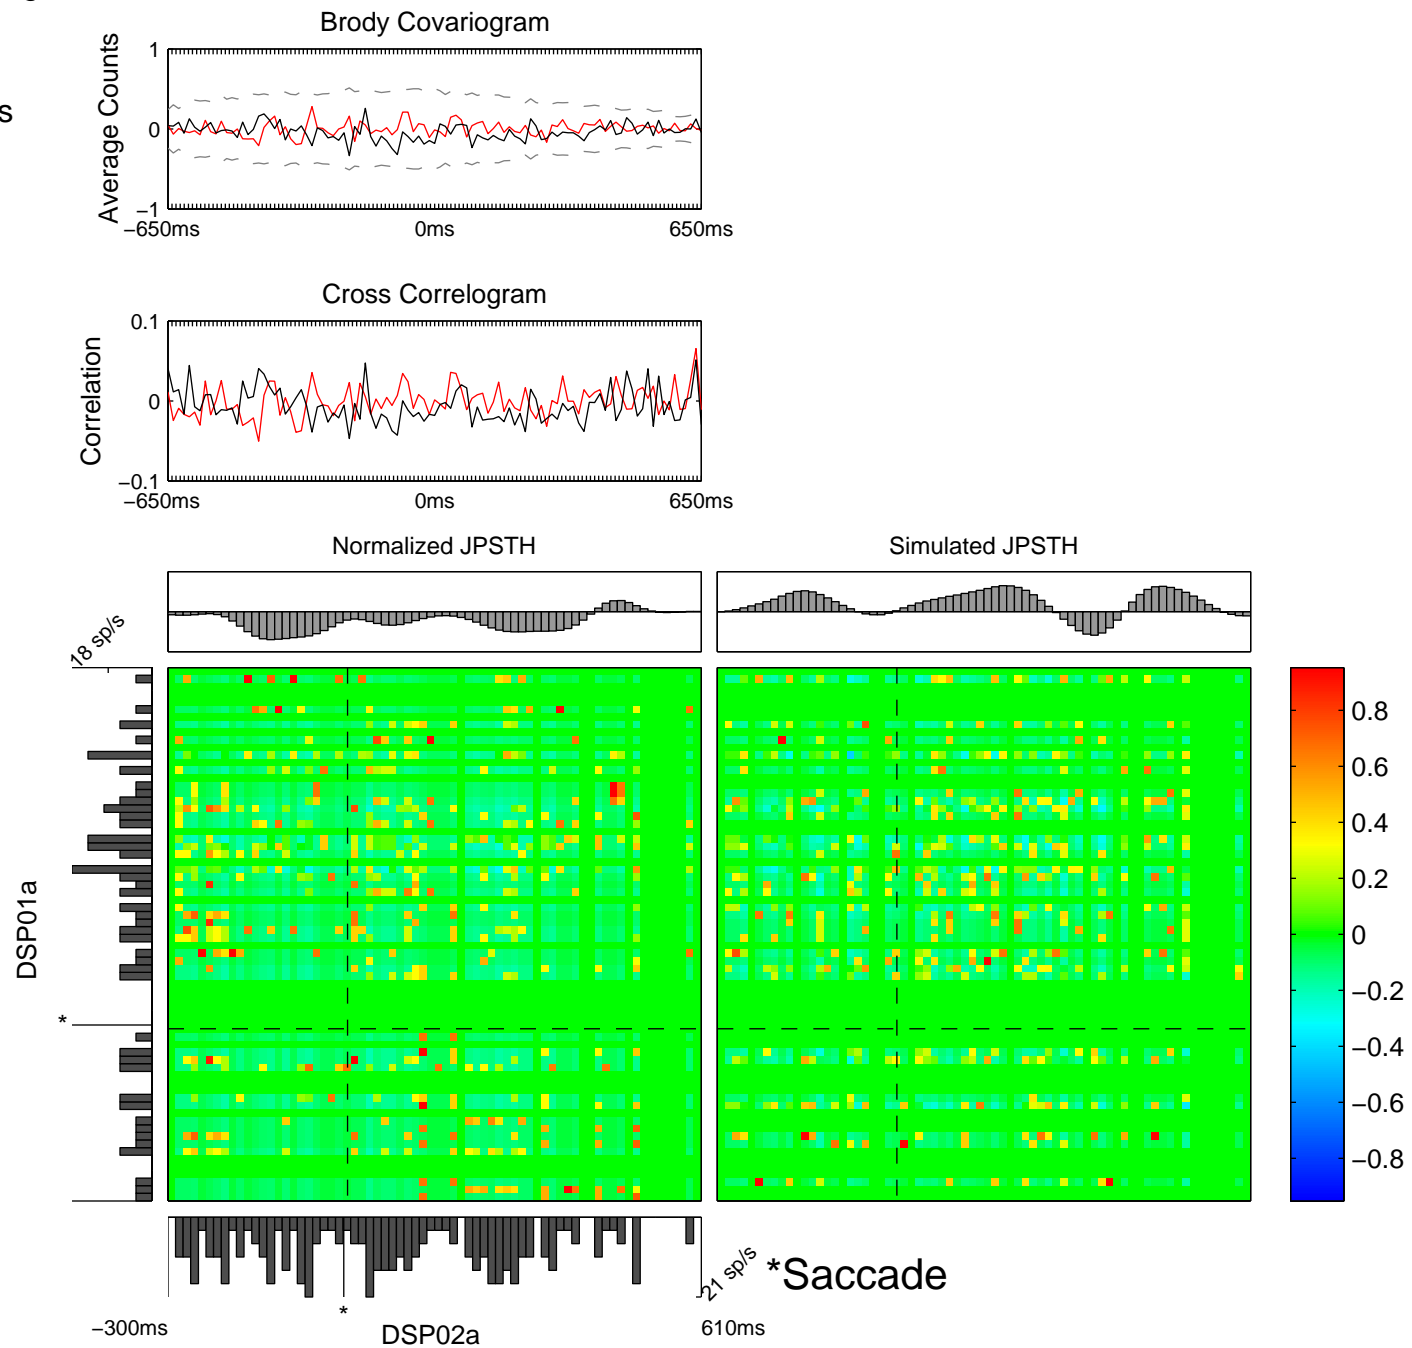 g
Brody Covariogram
s
Average Counts
1
0
−1
−650ms
0ms
650ms
Cross Correlogram
Correlation
0.1
0
−0.1
−650ms
0ms
650ms
Normalized JPSTH
Simulated JPSTH
18 sp/s
DSP01a
*
0.8
0.6
0.4
0.2
0
−0.2
−0.4
−0.6
−0.8
21 sp/s
*Saccade
*
−300ms
DSP02a
610ms